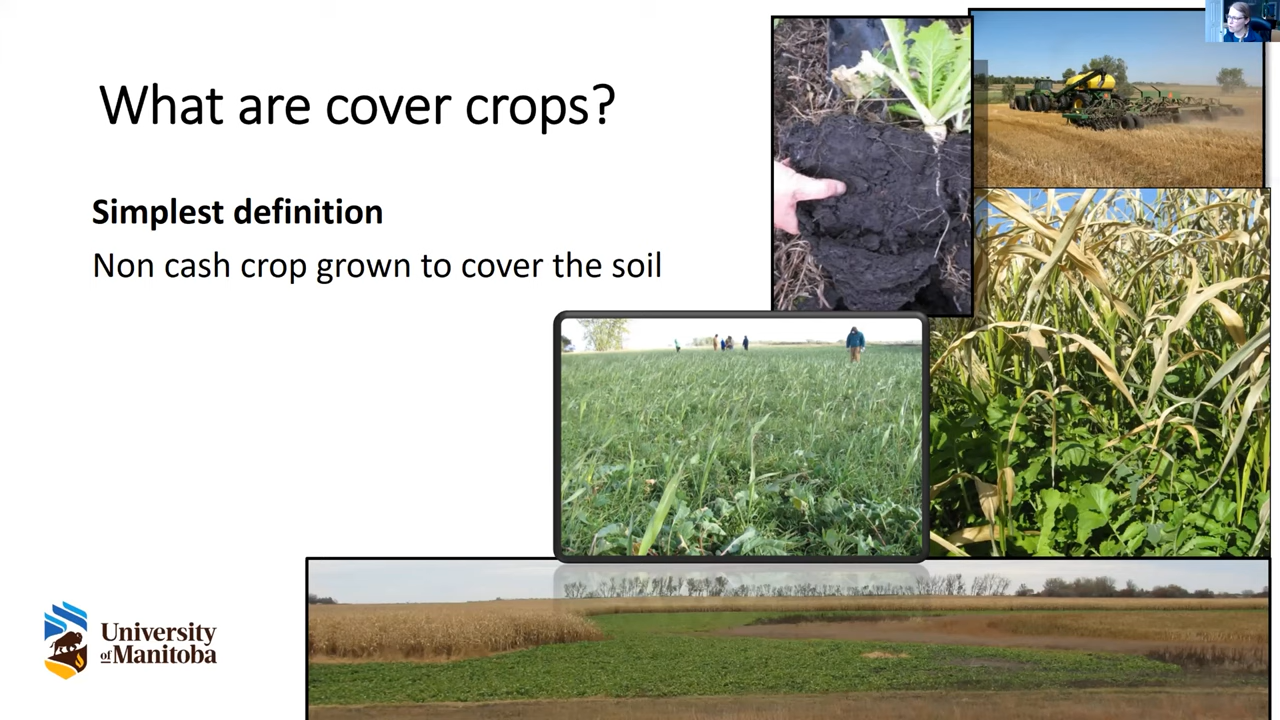 What are cover crops?
Simplest definition
Non cash crop grown to cover the soil
University
of Manitoba